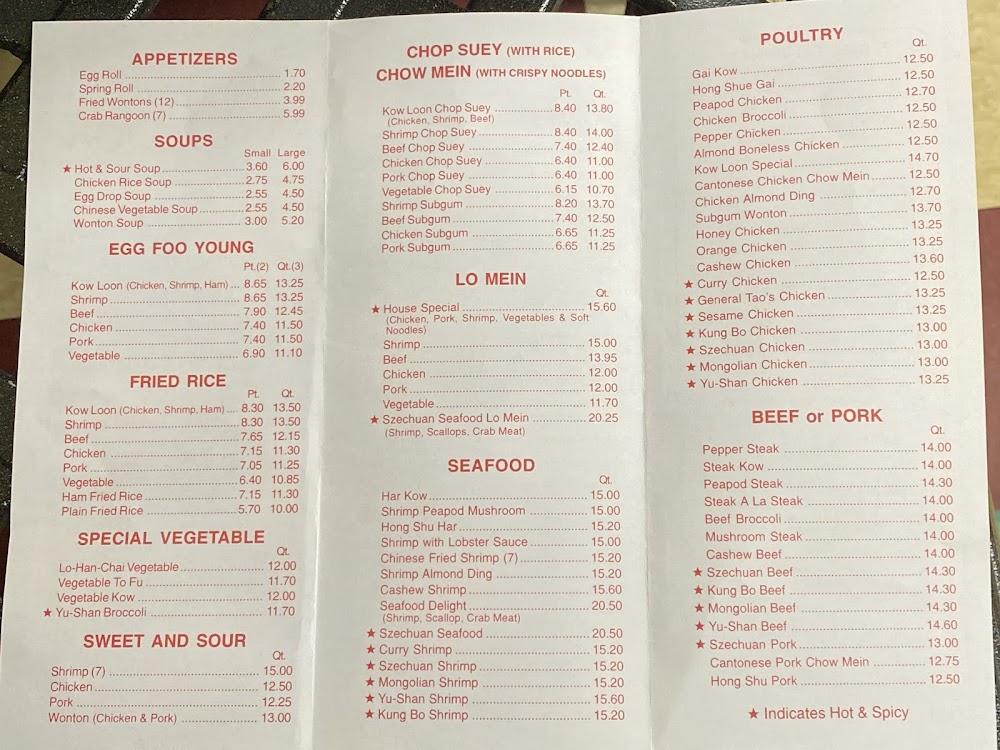 APPETIZERS
Egg Roll 1.70
Spring Roll 2.20
Fried Wontons (12) 3.99
Crab Rangoon (7) 5.99
SOUPS
Small Large
★ Hot & Sour Soup 3.60 6.00
Chicken Rice Soup 2.75 4.75
Egg Drop Soup 2.55 4.50
Chinese Vegetable Soup 2.55 4.50
Wonton Soup 3.00 5.20
EGG FOO YOUNG
Pt.(2) Qt.(3)
Kow Loon (Chicken, Shrimp, Ham) 8.65 13.25
Shrimp 8.65 13.25
Beef 7.90 12.45
Chicken 7.40 11.50
Pork 7.40 11.50
Vegetable 6.90 11.10
FRIED RICE
Pt. Qt.
Kow Loon (Chicken, Shrimp, Ham) 8.30 13.50
Shrimp 8.30 13.50
Beef 7.65 12.15
Chicken 7.15 11.30
Pork 7.05 11.25
Vegetable 6.40 10.85
Ham Fried Rice 7.15 11.30
Plain Fried Rice 5.70 10.00
SPECIAL VEGETABLE
Qt.
Lo-Han-Chai Vegetable 12.00
Vegetable To Fu 11.70
Vegetable Kow 12.00
★ Yu-Shan Broccoli 11.70
SWEET AND SOUR
Qt.
Shrimp (7) 15.00
Chicken 12.50
Pork 12.25
Wonton (Chicken & Pork) 13.00
CHOP SUEY (WITH RICE)
CHOW MEIN (WITH CRISPY NOODLES)
Pt. Qt.
Kow Loon Chop Suey 8.40 13.80
(Chicken, Shrimp, Beef)
Shrimp Chop Suey 8.40 14.00
Beef Chop Suey 7.40 12.40
Chicken Chop Suey 6.40 11.00
Pork Chop Suey 6.40 11.00
Vegetable Chop Suey 6.15 10.70
Shrimp Subgum 8.20 13.70
Beef Subgum 7.40 12.50
Chicken Subgum 6.65 11.25
Pork Subgum 6.65 11.25
LO MEIN
Qt.
★ House Special 15.60
(Chicken, Pork, Shrimp, Vegetables & Soft
Noodles)
Shrimp 15.00
Beef 13.95
Chicken 12.00
Pork 12.00
Vegetable 11.70
★ Szechuan Seafood Lo Mein 20.25
(Shrimp, Scallops, Crab Meat)
SEAFOOD
Qt.
Har Kow 15.00
Shrimp Peapod Mushroom 15.00
Hong Shu Har 15.20
Shrimp with Lobster Sauce 15.00
Chinese Fried Shrimp (7) 15.20
Shrimp Almond Ding 15.20
Cashew Shrimp 15.60
Seafood Delight 20.50
(Shrimp, Scallop, Crab Meat)
★ Szechuan Seafood 20.50
★ Curry Shrimp 15.20
★ Szechuan Shrimp 15.20
★ Mongolian Shrimp 15.20
★ Yu-Shan Shrimp 15.60
★ Kung Bo Shrimp 15.20
POULTRY
Qt.
Gai Kow 12.50
Hong Shue Gai 12.50
Peapod Chicken 12.70
Chicken Broccoli 12.50
Pepper Chicken 12.50
Almond Boneless Chicken 12.50
Kow Loon Special 14.70
Cantonese Chicken Chow Mein 12.50
Chicken Almond Ding 12.70
Subgum Wonton 13.70
Honey Chicken 13.25
Orange Chicken 13.25
Cashew Chicken 13.60
★ Curry Chicken 12.50
★ General Tao's Chicken 13.25
★ Sesame Chicken 13.25
★ Kung Bo Chicken 13.00
★ Szechuan Chicken 13.00
★ Mongolian Chicken 13.00
★ Yu-Shan Chicken 13.25
BEEF or PORK
Qt.
Pepper Steak 14.00
Steak Kow 14.00
Peapod Steak 14.30
Steak A La Steak 14.00
Beef Broccoli 14.00
Mushroom Steak 14.00
Cashew Beef 14.00
★ Szechuan Beef 14.30
★ Kung Bo Beef 14.30
★ Mongolian Beef 14.30
★ Yu-Shan Beef 14.60
★ Szechuan Pork 13.00
Cantonese Pork Chow Mein 12.75
Hong Shu Pork 12.50
★ Indicates Hot & Spicy